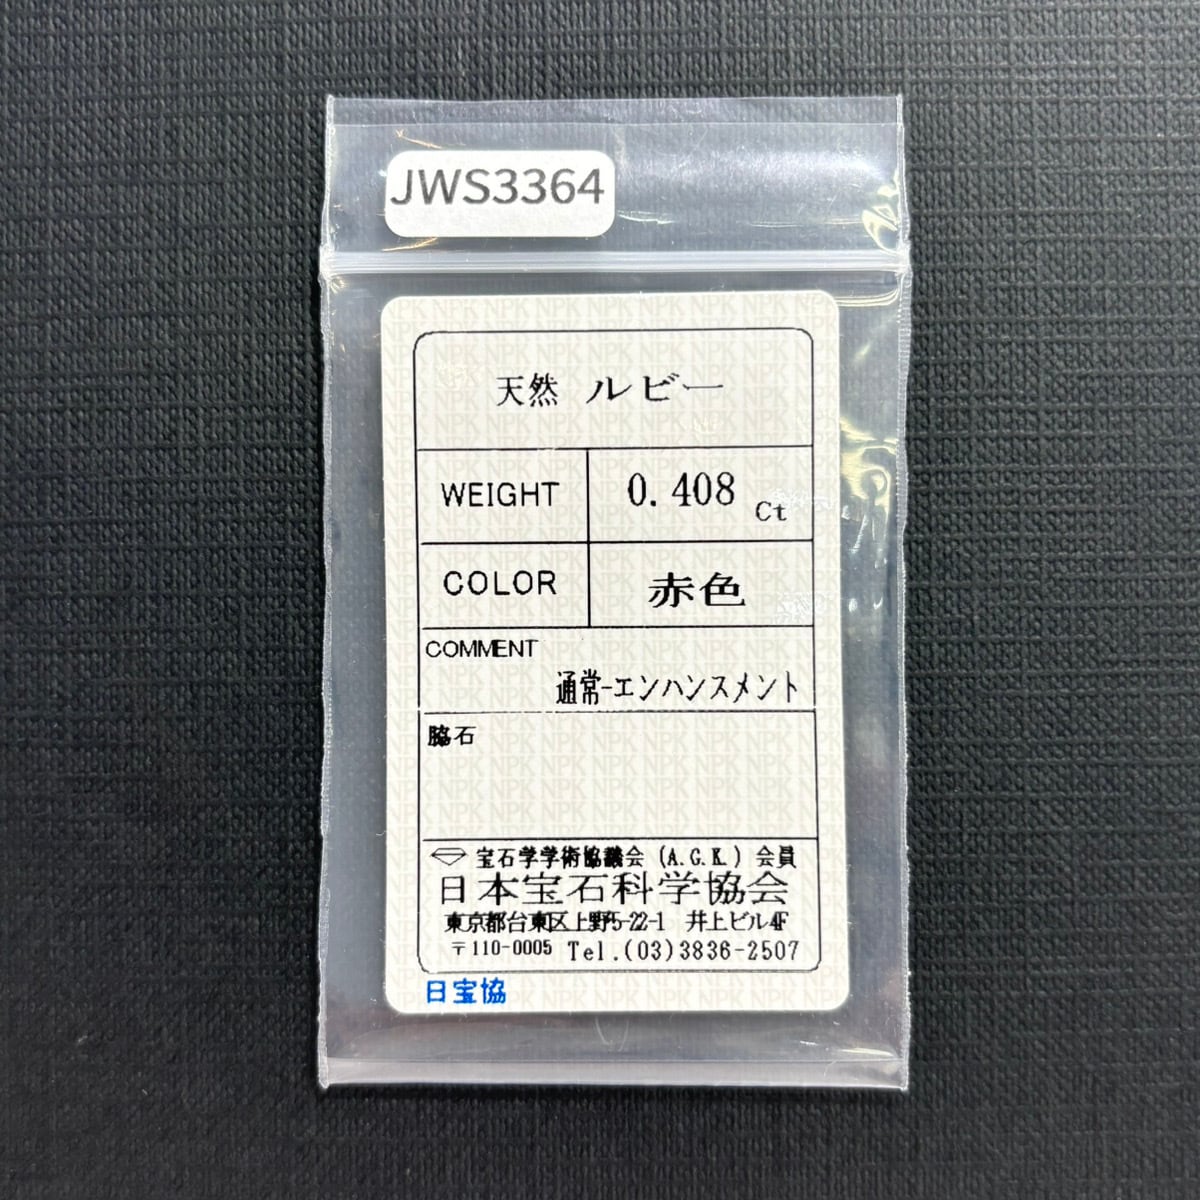 JWS3364
天然 ルビー
WEIGHT 0.408 Ct
COLOR 赤色
COMMENT
通常-エンハンスメント
脇石
宝石学学術協議会 (A.G.K.) 会員
日本宝石科学協会
東京都台東区上野5-22-1 井上ビル4F
〒110-0005 Tel.(03)3836-2507
日宝協